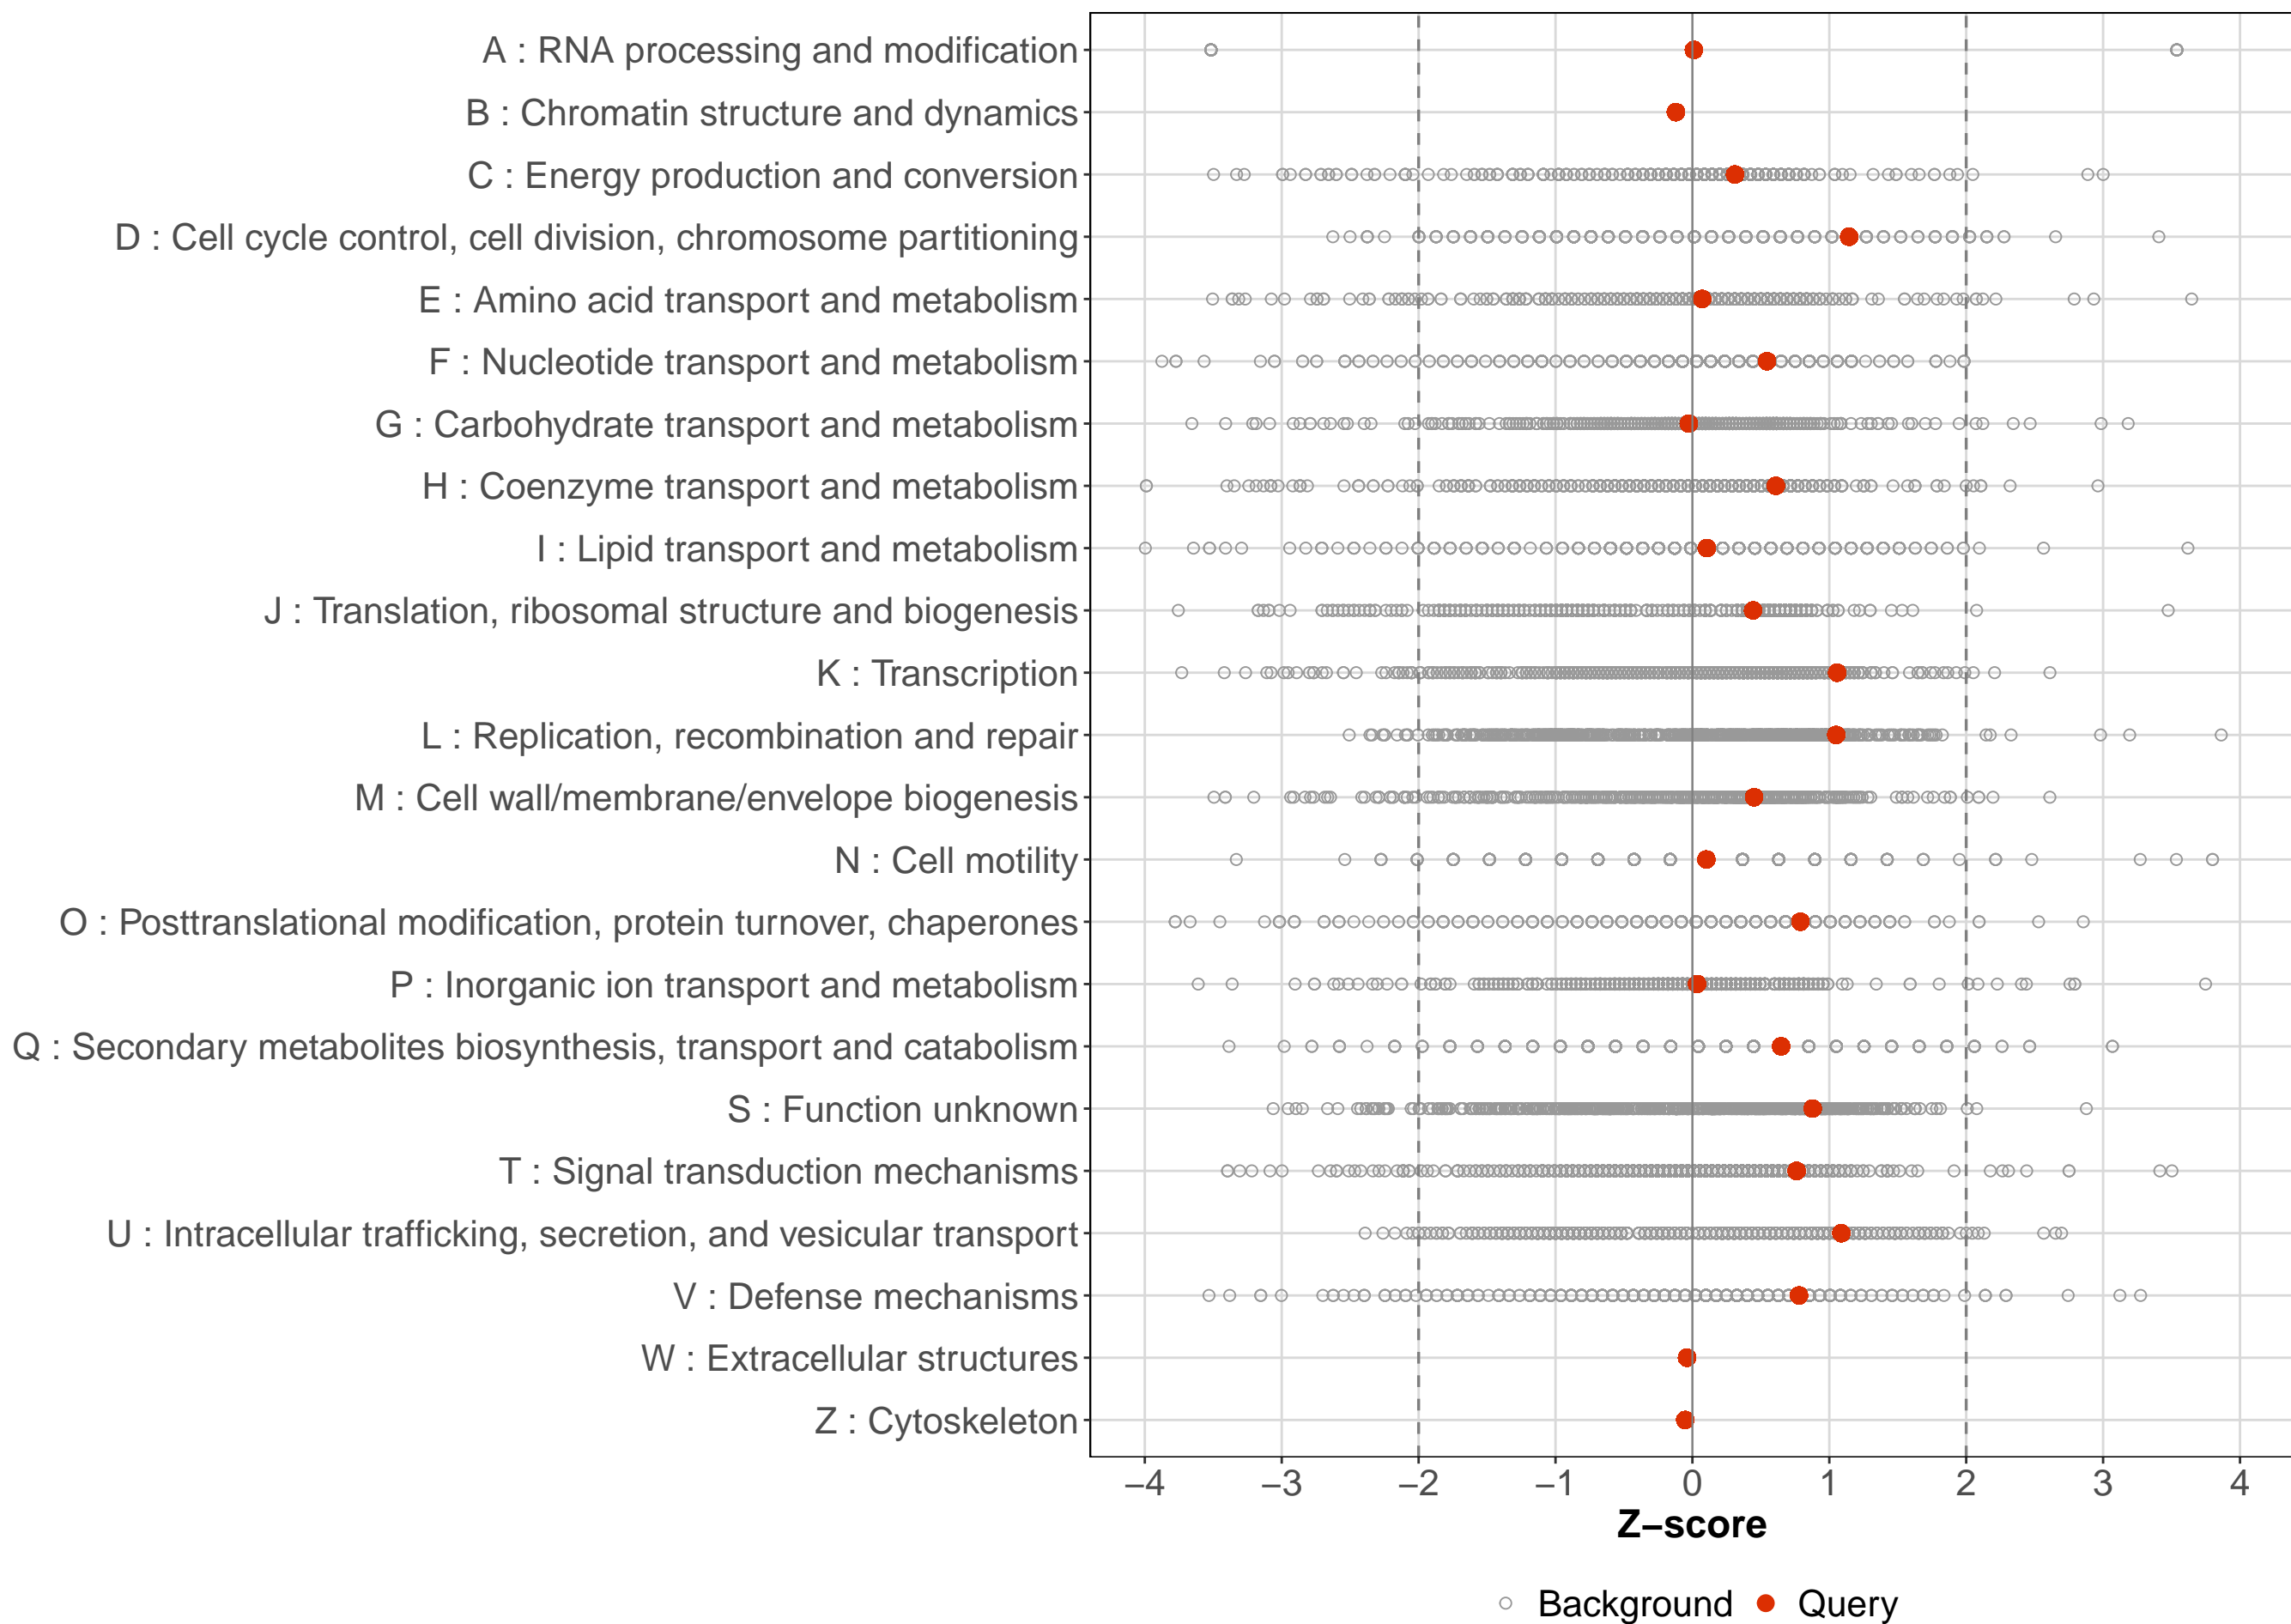 A : RNA processing and modification
B : Chromatin structure and dynamics
C : Energy production and conversion
D : Cell cycle control, cell division, chromosome partitioning
E : Amino acid transport and metabolism
F : Nucleotide transport and metabolism
G : Carbohydrate transport and metabolism
H : Coenzyme transport and metabolism
I : Lipid transport and metabolism
J : Translation, ribosomal structure and biogenesis
K : Transcription
L : Replication, recombination and repair
M : Cell wall/membrane/envelope biogenesis
N : Cell motility
O : Posttranslational modification, protein turnover, chaperones
P : Inorganic ion transport and metabolism
Q : Secondary metabolites biosynthesis, transport and catabolism
S : Function unknown
T : Signal transduction mechanisms
U : Intracellular trafficking, secretion, and vesicular transport
V : Defense mechanisms
W : Extracellular structures
Z : Cytoskeleton
−4 −3 −2 −1 0 1 2 3 4
Z−score
Background Query